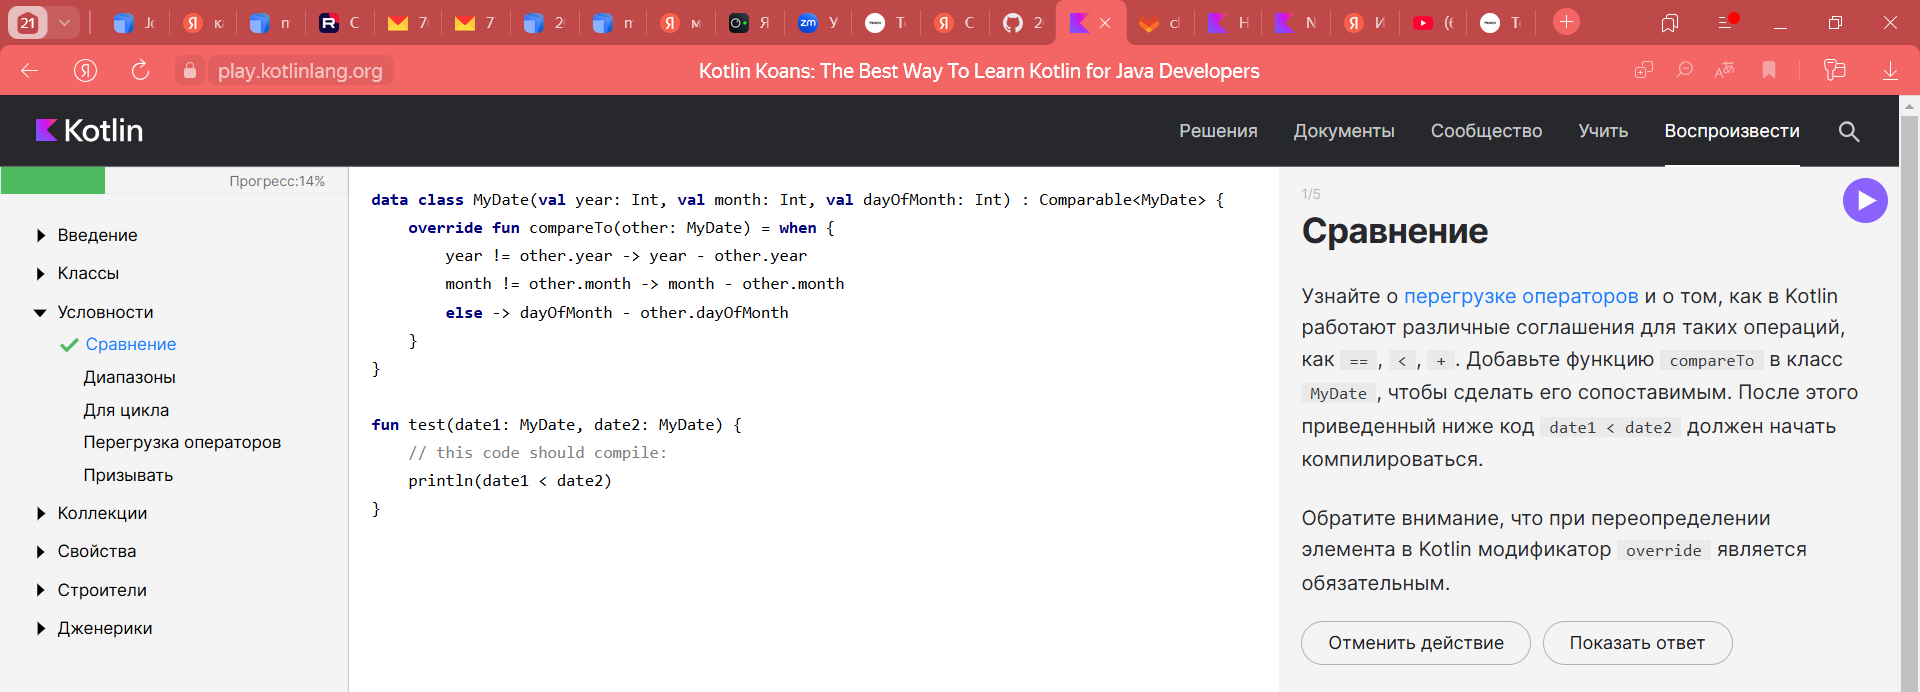 21
Jc
Я
кa
п
C
7
7
2
п
Я
м
Я
zm
У
TEACH
Т
Я
С
2
cl
H
N
Я
И
(6
TEACH
Т
play.kotlinlang.org
Kotlin Koans: The Best Way To Learn Kotlin for Java Developers
Kotlin
Решения
Документы
Сообщество
Учить
Воспроизвести
Прогресс:14%
Введение
Классы
Условности
Сравнение
Диапазоны
Для цикла
Перегрузка операторов
Призывать
Коллекции
Свойства
Строители
Дженерики
data class MyDate(val year: Int, val month: Int, val dayOfMonth: Int) : Comparable<MyDate> {
override fun compareTo(other: MyDate) = when {
year != other.year -> year - other.year
month != other.month -> month - other.month
else -> dayOfMonth - other.dayOfMonth
}
}
fun test(date1: MyDate, date2: MyDate) {
// this code should compile:
println(date1 < date2)
}
1/5
Сравнение
Узнайте о перегрузке операторов и о том, как в Kotlin
работают различные соглашения для таких операций,
как == , < , + . Добавьте функцию compareTo в класс
MyDate , чтобы сделать его сопоставимым. После этого
приведенный ниже код date1 < date2 должен начать
компилироваться.
Обратите внимание, что при переопределении
элемента в Kotlin модификатор override является
обязательным.
Отменить действие
Показать ответ